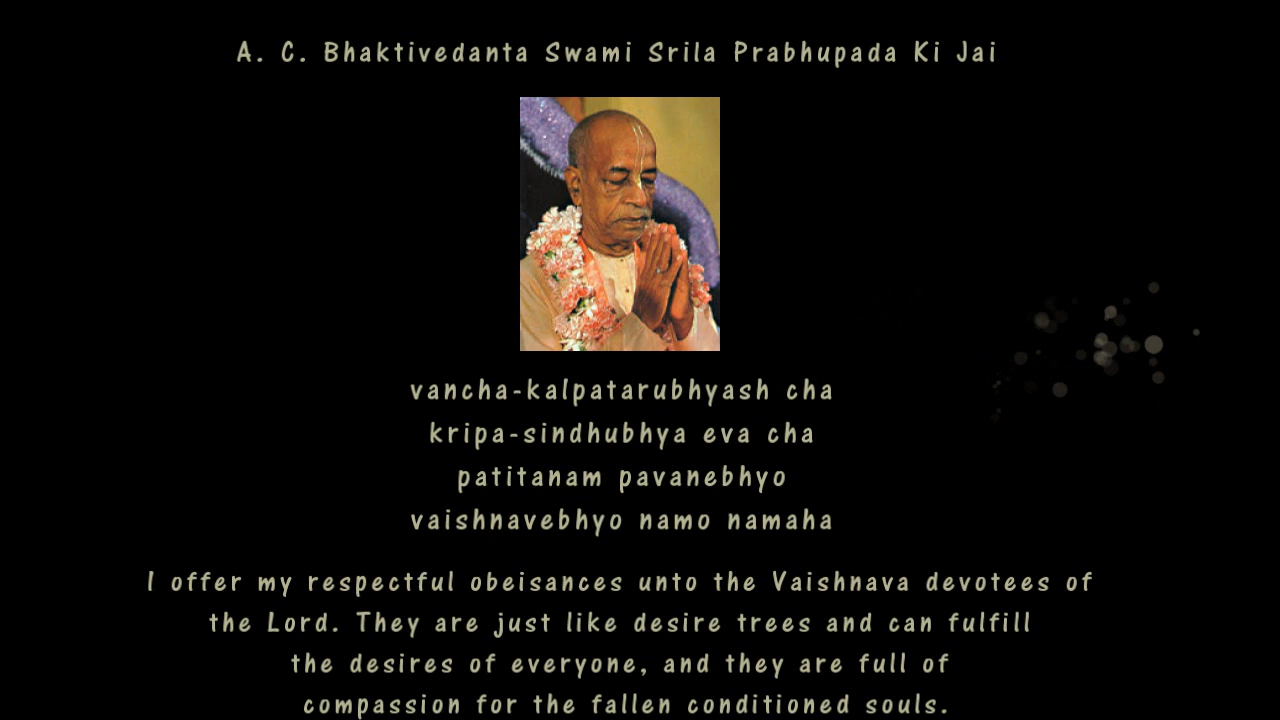 A. C. Bhaktivedanta Swami Srila Prabhupada Ki Jai
vancha-kalpatarubhyash cha
kripa-sindhubhya eva cha
patitanam pavanebhyo
vaishnavebhyo namo namaha
I offer my respectful obeisances unto the Vaishnava devotees of
the Lord. They are just like desire trees and can fulfill
the desires of everyone, and they are full of
compassion for the fallen conditioned souls.